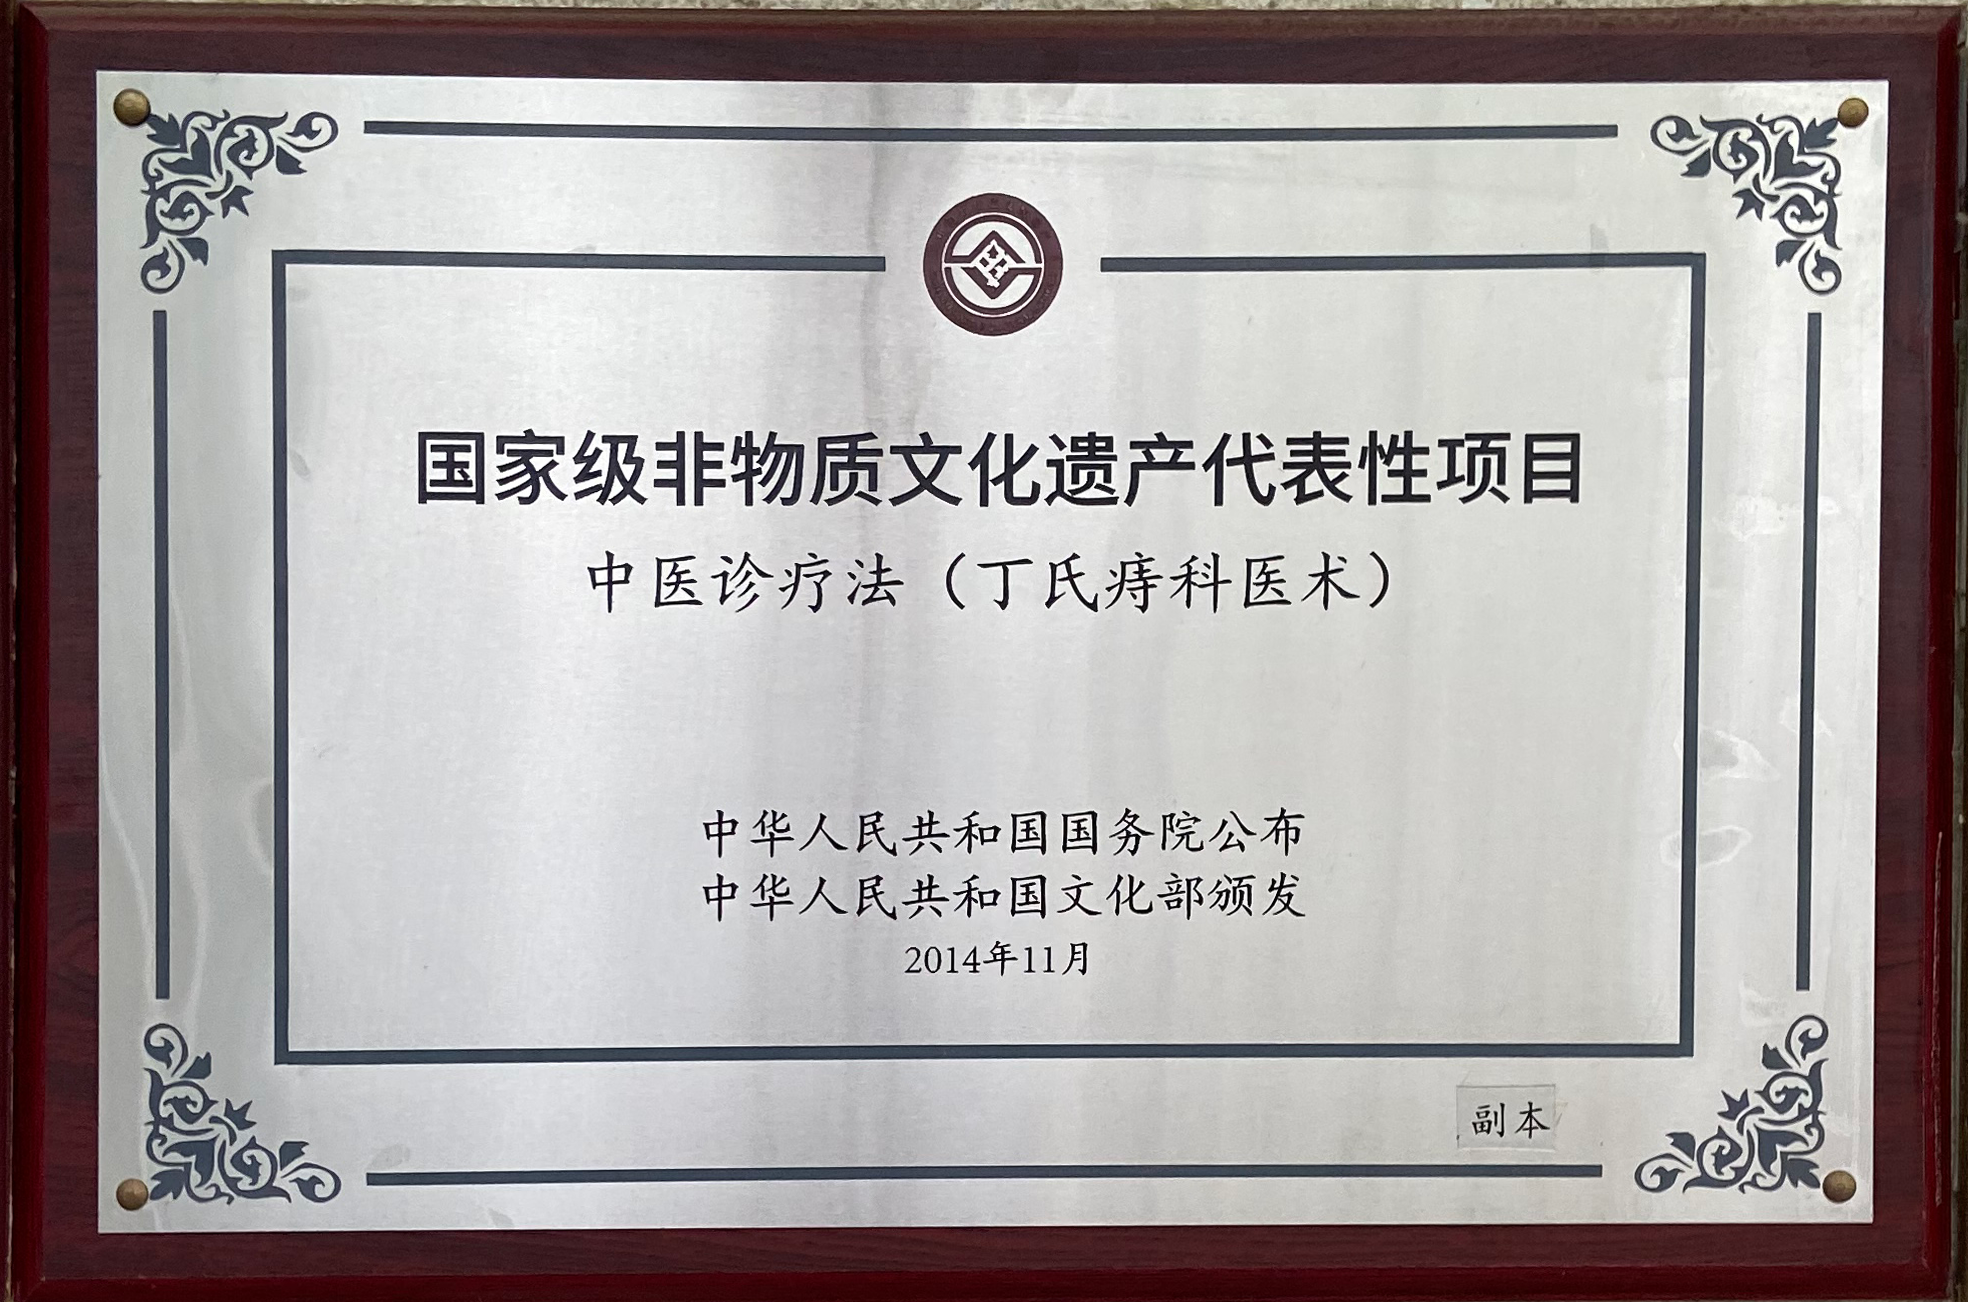 国家级非物质文化遗产代表性项目
中医诊疗法（丁氏痔科医术）
中华人民共和国国务院公布
中华人民共和国文化部颁发
2014年11月
副本